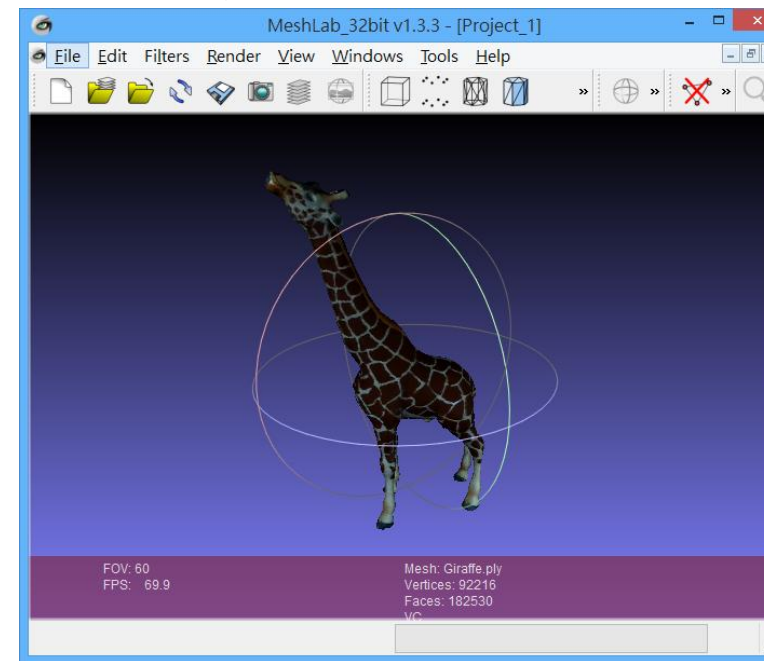 MeshLab_32bit v1.3.3 - [Project_1]
File Edit Filters Render View Windows Tools Help
FOV: 60
FPS: 69.9
Mesh: Giraffe.ply
Vertices: 92216
Faces: 182530
VC